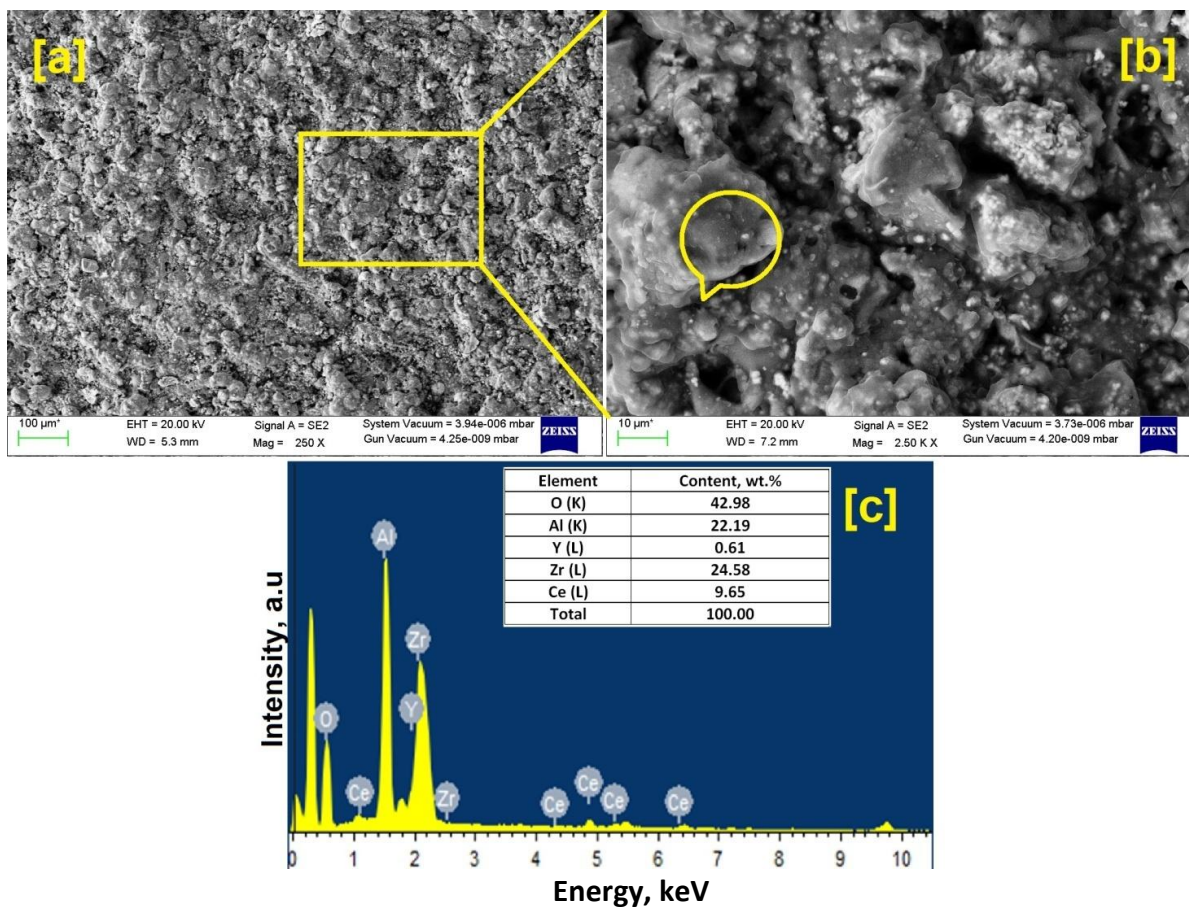 [a]
[b]
100 µm*
EHT = 20.00 kV
Signal A = SE2
System Vacuum = 3.94e-006 mbar
WD = 5.3 mm
Mag = 250 X
Gun Vacuum = 4.25e-009 mbar
ZEISS
10 µm*
EHT = 20.00 kV
Signal A = SE2
System Vacuum = 3.73e-006 mbar
WD = 7.2 mm
Mag = 2.50 K X
Gun Vacuum = 4.20e-009 mbar
ZEISS
[c]
Element Content, wt.%
O (K) 42.98
Al (K) 22.19
Y (L) 0.61
Zr (L) 24.58
Ce (L) 9.65
Total 100.00
Intensity, a.u
Al
Zr
Y
O
Ce
Zr
Ce
Ce
Ce
Ce
0 1 2 3 4 5 6 7 8 9 10
Energy, keV